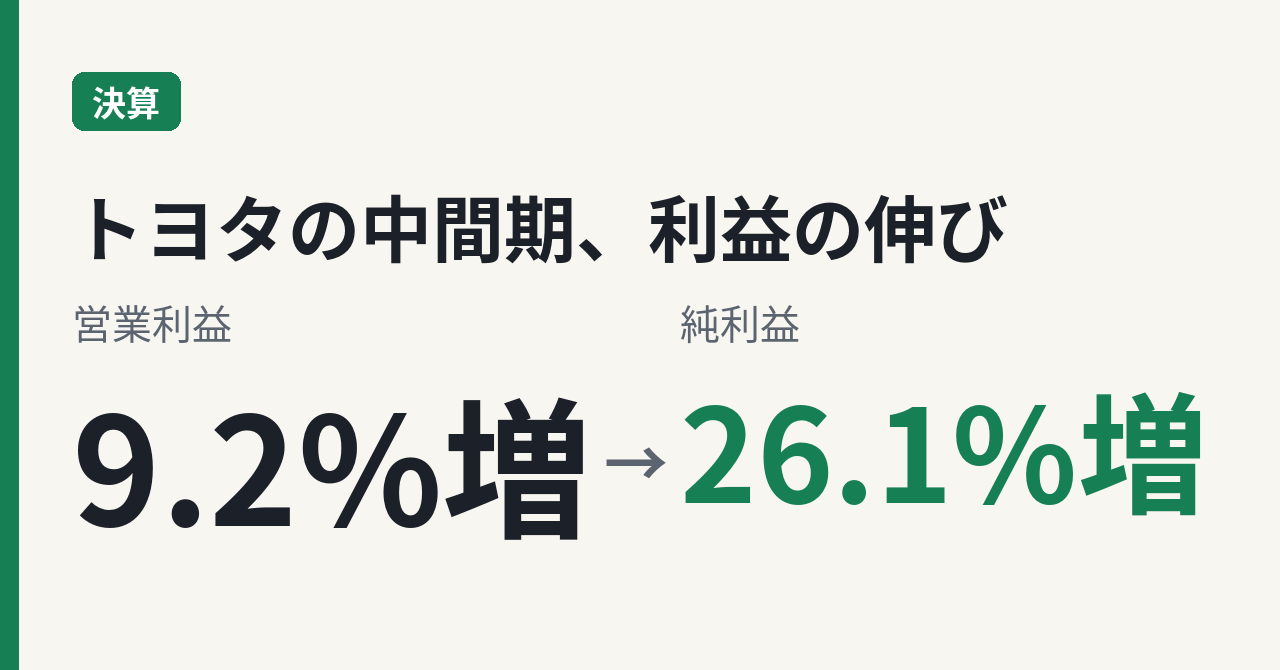 決算
トヨタの中間期、利益の伸び
営業利益
純利益
9.2%増→26.1%増